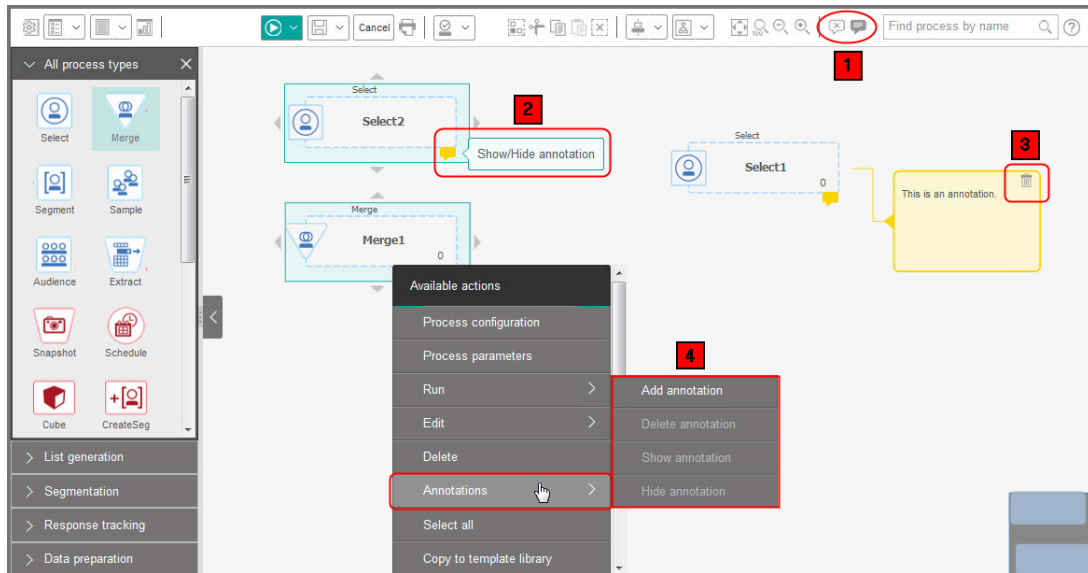 Cancel
100
Find process by name
?
1
All process types
Select
Merge
Segment
Sample
Audience
Extract
Snapshot
Schedule
Cube
CreateSeg
List generation
Segmentation
Response tracking
Data preparation
Select
Select2
2
Show/Hide annotation
Merge
Merge1
0
Select
Select1
0
3
This is an annotation.
Available actions
Process configuration
Process parameters
Run
Edit
Delete
Annotations
Select all
Copy to template library
4
Add annotation
Delete annotation
Show annotation
Hide annotation